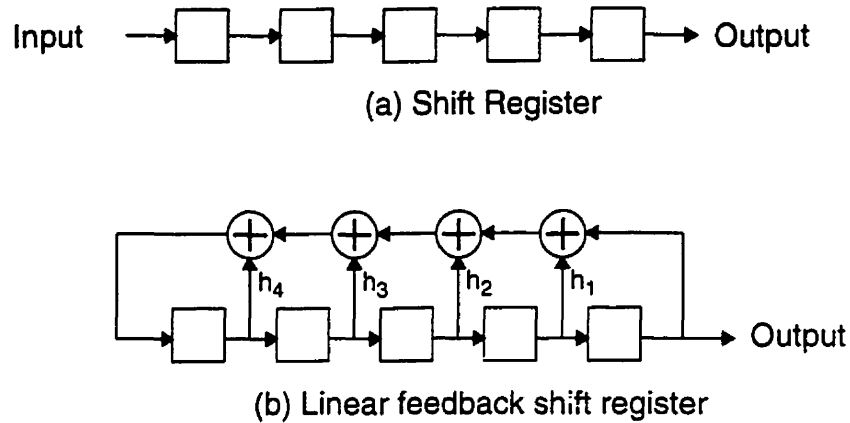 Input Output
(a) Shift Register
h4 h3 h2 h1
Output
(b) Linear feedback shift register